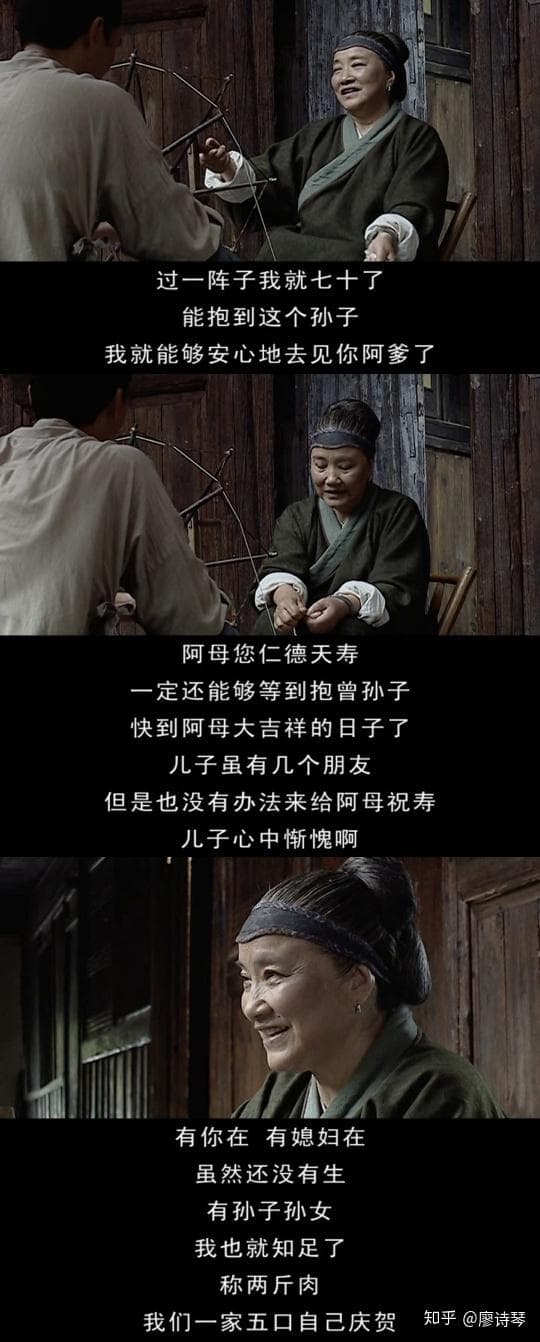 过一阵子我就七十了
能抱到这个孙子
我就能够安心地去见你阿爹了
阿母您仁德天寿
一定还能够等到抱曾孙子
快到阿母大吉祥的日子了
儿子虽有几个朋友
但是也没有办法来给阿母祝寿
儿子心中惭愧啊
有你在 有媳妇在
虽然还没有生
有孙子孙女
我也就知足了
称两斤肉
我们一家五口自己庆贺
知乎 @廖诗琴